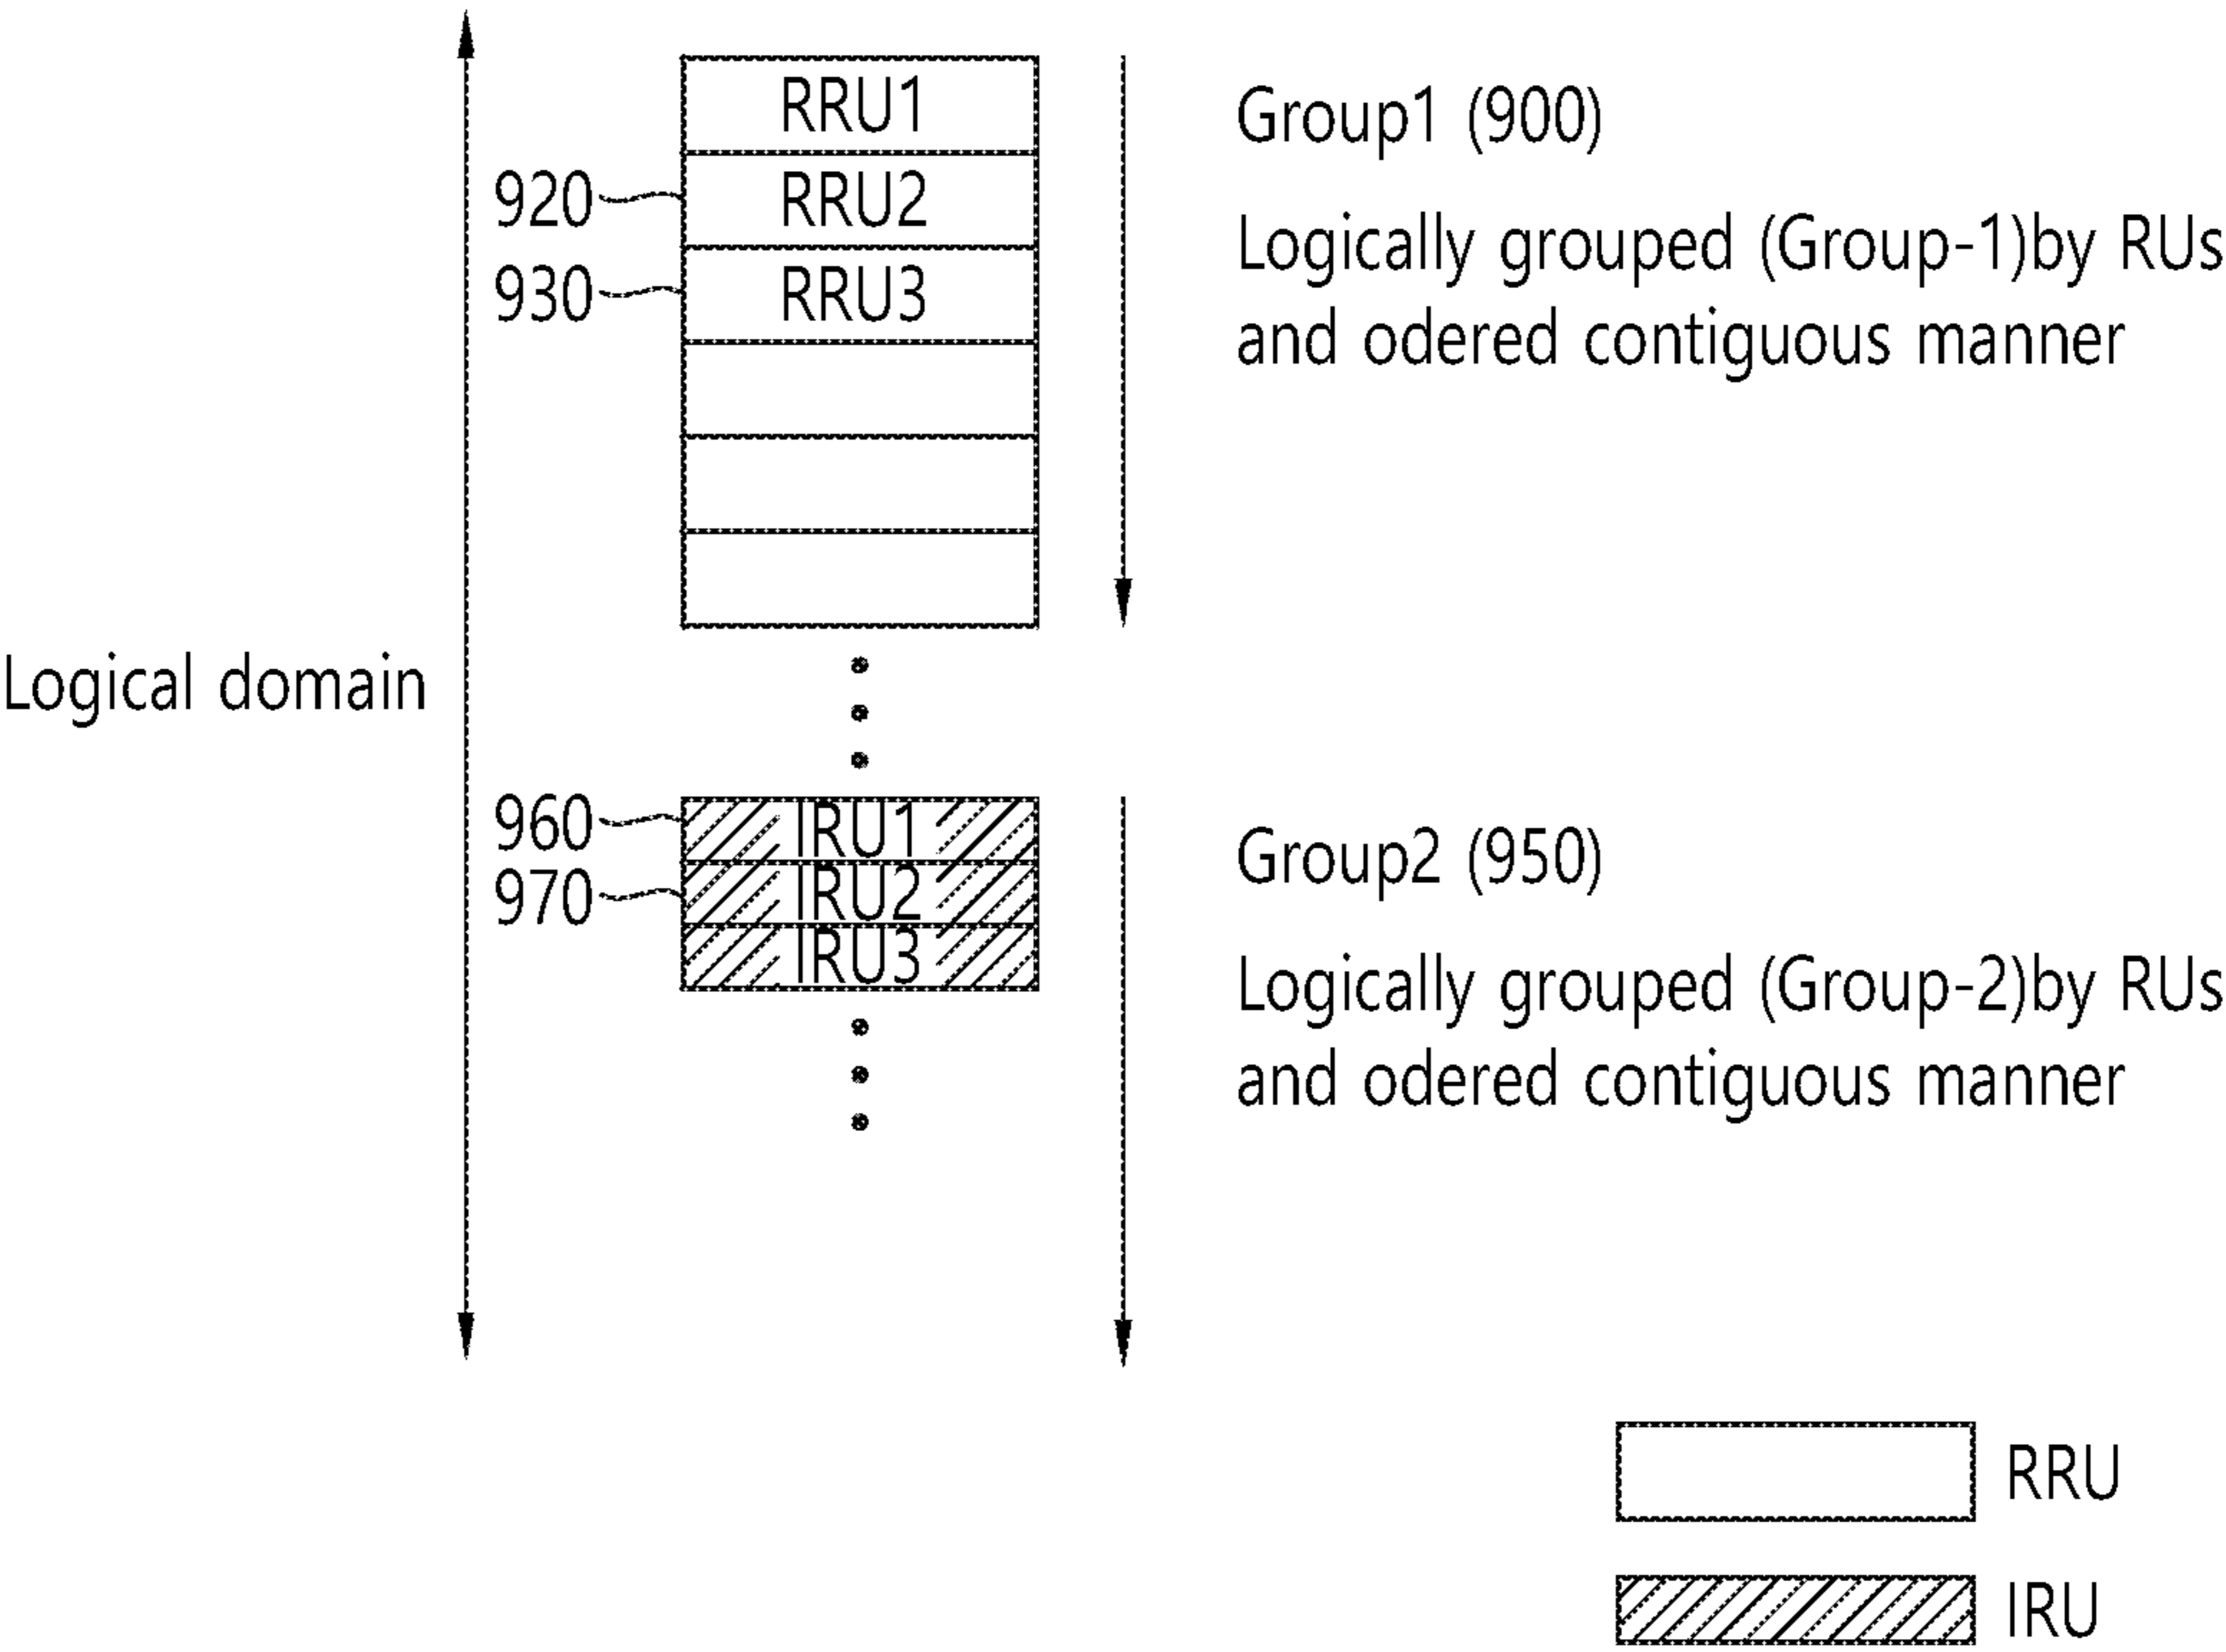 RRU1
Group1 (900)
920
RRU2
Logically grouped (Group-1)by RUs
930
RRU3
and odered contiguous manner
Logical domain
960
IRU1
Group2 (950)
970
IRU2
IRU3
Logically grouped (Group-2)by RUs
and odered contiguous manner
RRU
IRU